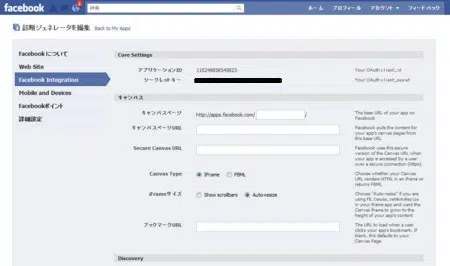 facebook
検索
ホーム プロフィール アカウント フィードバック
診断ジェネレータを編集 Back to My Apps
Facebookについて
Web Site
Facebook Integration
Mobile and Devices
Facebookポイント
詳細設定
Core Settings
アプリケーションID
Your OAuth client_id
シークレットキー
Your OAuth client_secret
キャンバス
キャンバスページ http://apps.facebook.com/ /
The base URL of your app on Facebook
キャンバスページURL
Facebook pulls the content for your app's canvas pages from this base URL
Secure Canvas URL
Facebook uses this secure version of the Canvas URL when your app is accessed by a user over a secure connection (https).
Canvas Type IFrame FBML
Choose whether your Canvas URL renders HTML in an iframe or returns FBML
iFrameサイズ Show scrollbars Auto-resize
Choose "Auto-resize" if you are using FB.Canvas.setAutoResize in your iframe app and want the Canvas iframe to grow to the height of your app's content
ブックマークURL
The URL to load when a user clicks your app's bookmark. If blank, the defaults to your Canvas Page.
Discovery